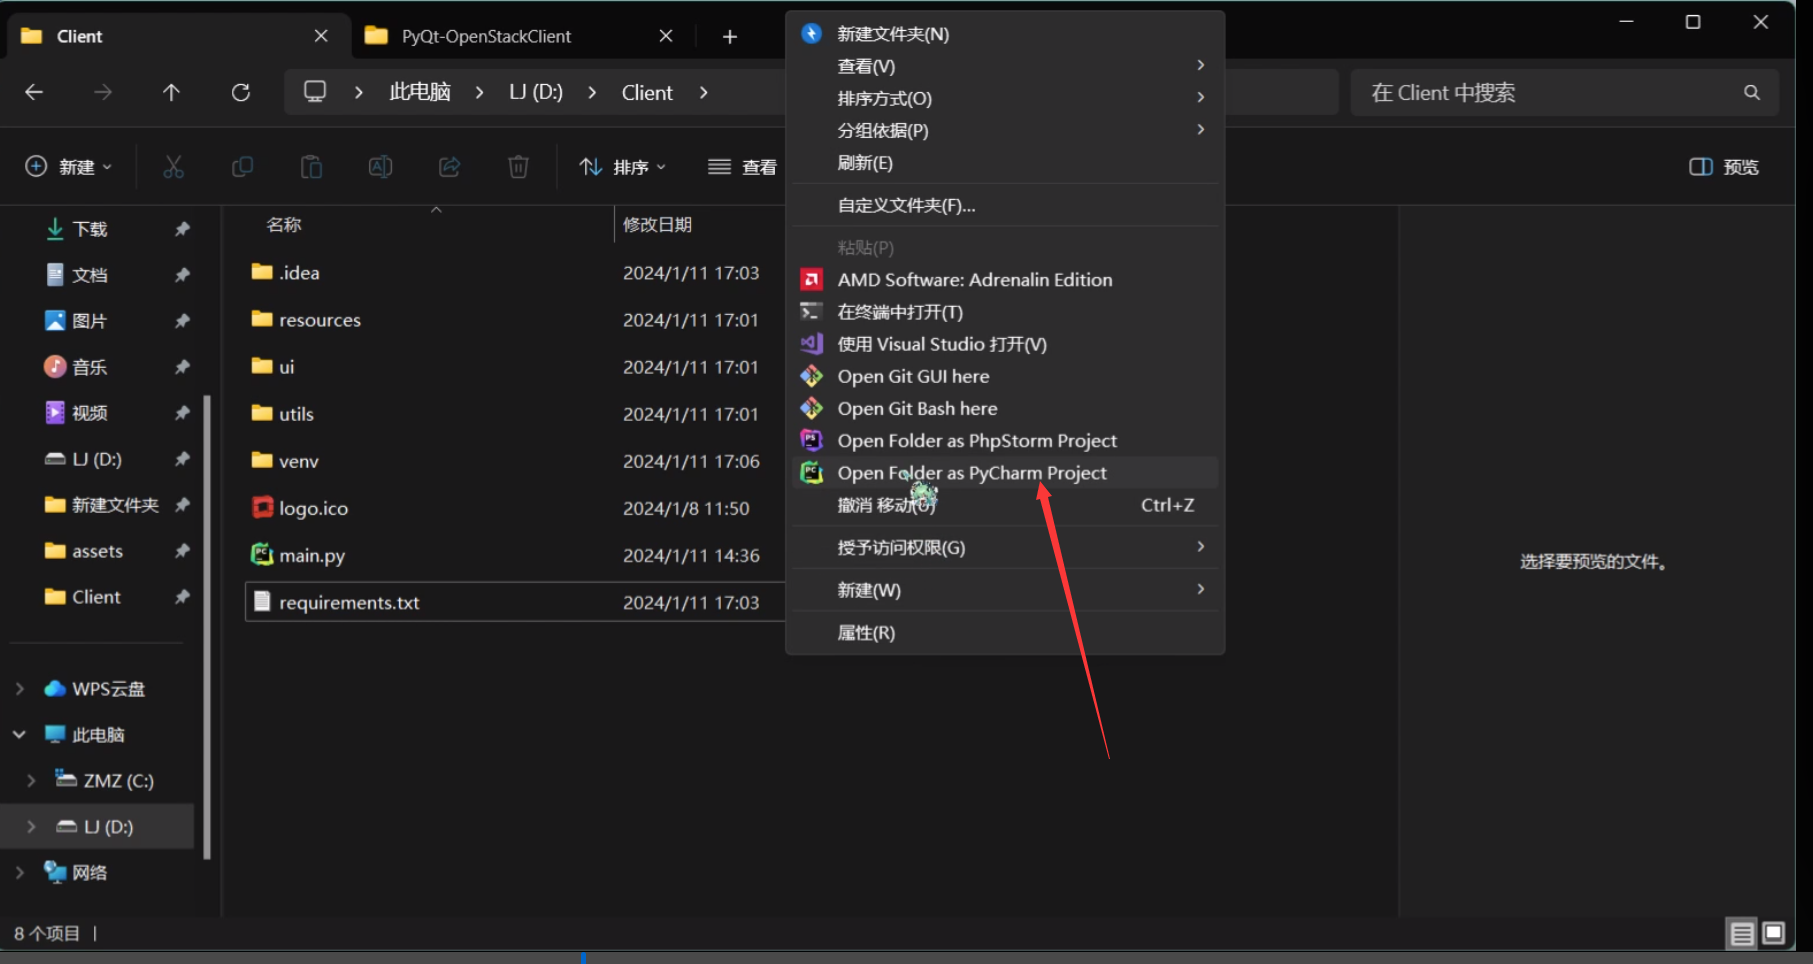 Client
PyQt-OpenStackClient
此电脑
LJ (D:)
Client
在 Client 中搜索
新建
排序
查看
预览
下载
文档
图片
音乐
视频
LJ (D:)
新建文件夹
assets
Client
WPS云盘
此电脑
ZMZ (C:)
LJ (D:)
网络
名称
修改日期
.idea
2024/1/11 17:03
resources
2024/1/11 17:01
ui
2024/1/11 17:01
utils
2024/1/11 17:01
venv
2024/1/11 17:06
logo.ico
2024/1/8 11:50
main.py
2024/1/11 14:36
requirements.txt
2024/1/11 17:03
新建文件夹(N)
查看(V)
排序方式(O)
分组依据(P)
刷新(E)
自定义文件夹(F)...
粘贴(P)
AMD Software: Adrenalin Edition
在终端中打开(T)
使用 Visual Studio 打开(V)
Open Git GUI here
Open Git Bash here
Open Folder as PhpStorm Project
Open Folder as PyCharm Project
撤消 移动(U)
Ctrl+Z
授予访问权限(G)
新建(W)
属性(R)
选择要预览的文件。
8 个项目